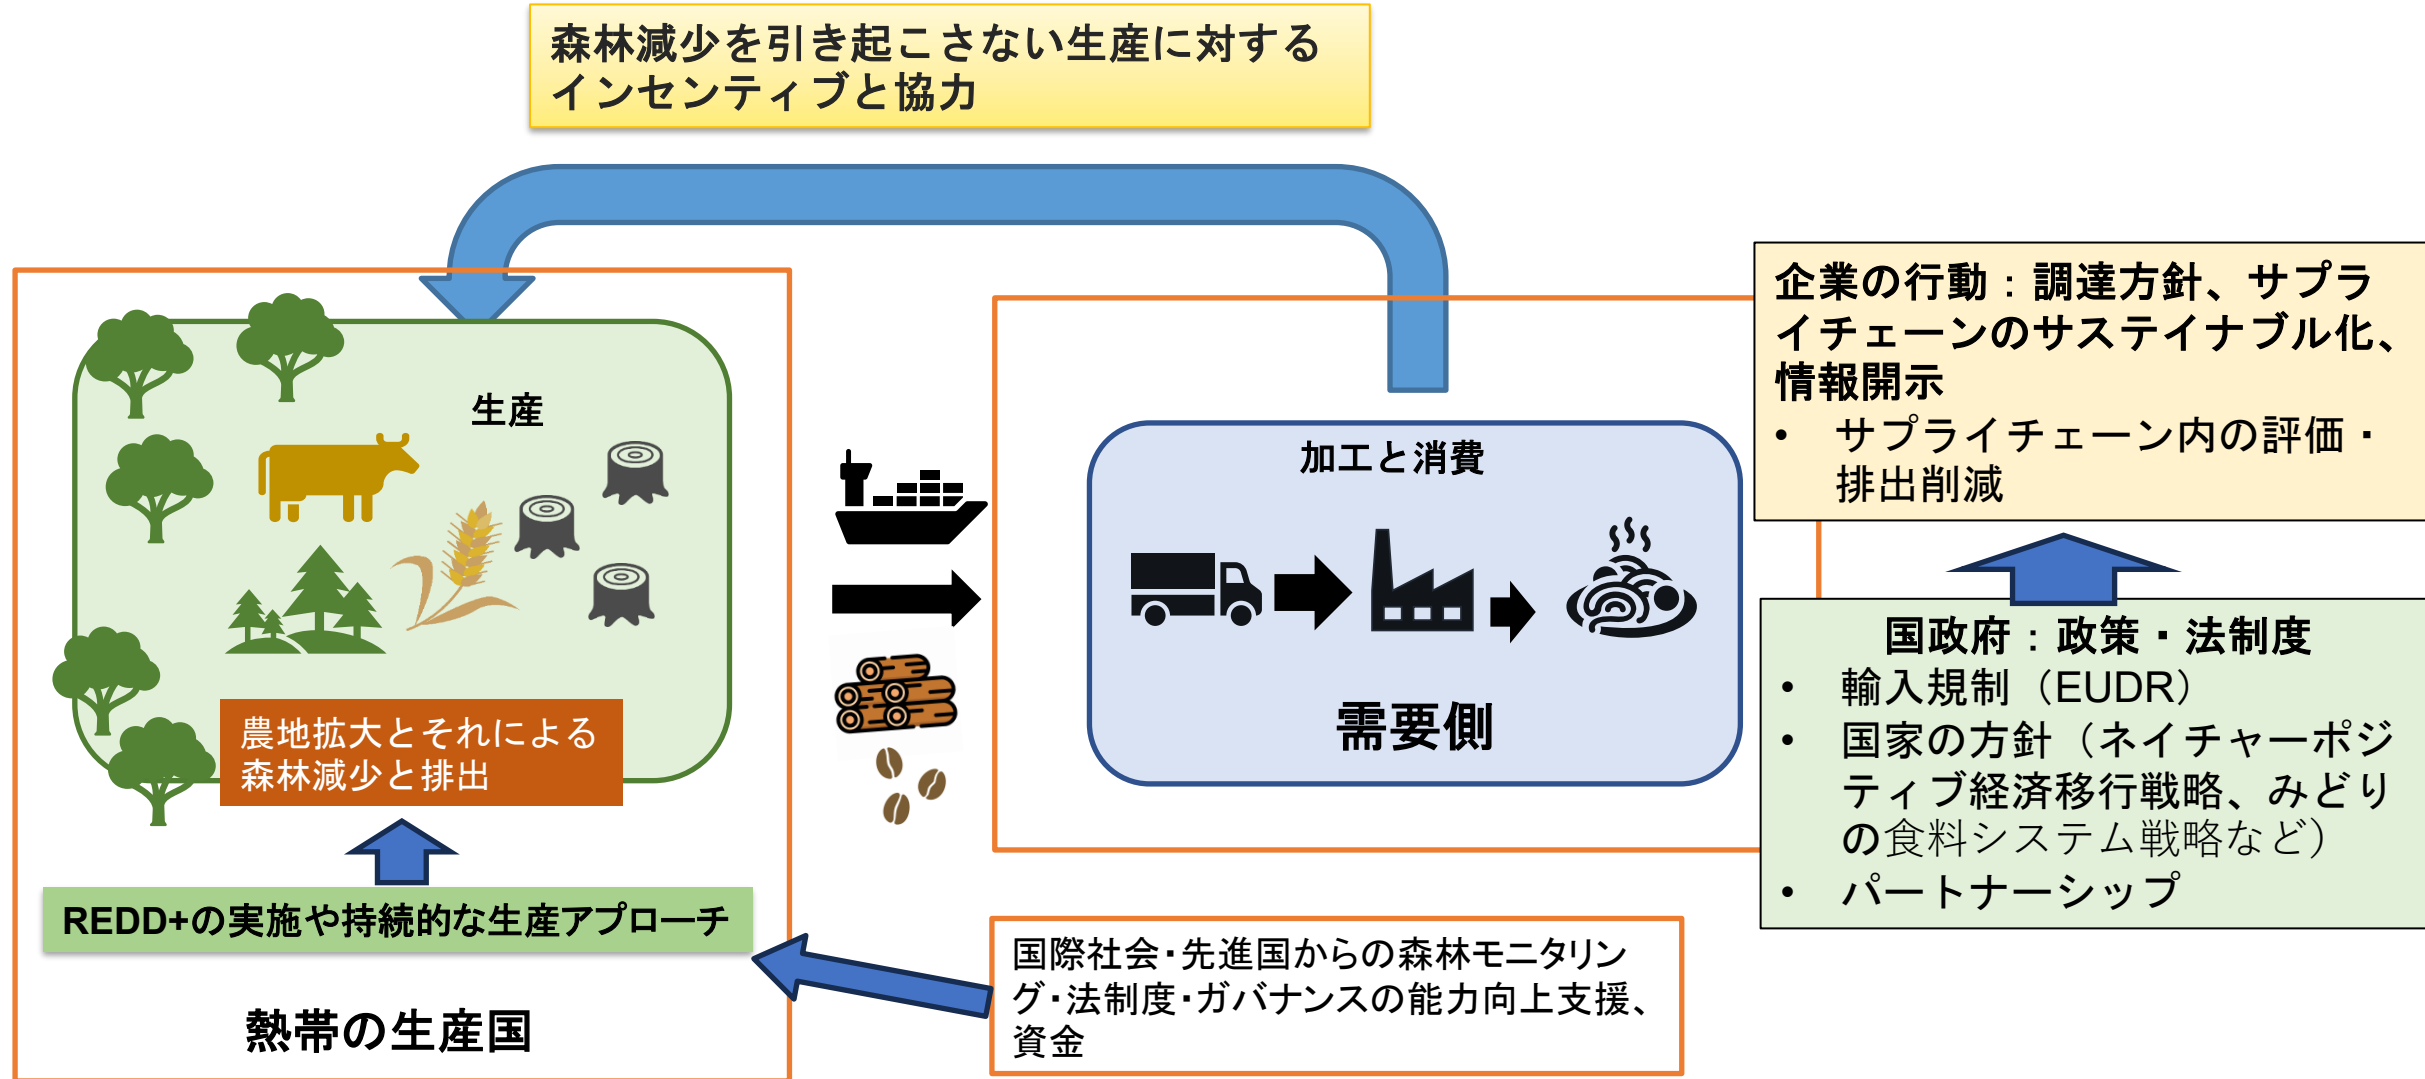 森林減少を引き起こさない生産に対する
インセンティブと協力
生産
農地拡大とそれによる
森林減少と排出
REDD+の実施や持続的な生産アプローチ
熱帯の生産国
加工と消費
需要側
企業の行動：調達方針、サプラ
イチェーンのサステイナブル化、
情報開示
• サプライチェーン内の評価・
排出削減
国政府：政策・法制度
• 輸入規制（EUDR）
• 国家の方針（ネイチャーポジ
ティブ経済移行戦略、みどり
の食料システム戦略など）
• パートナーシップ
国際社会・先進国からの森林モニタリン
グ・法制度・ガバナンスの能力向上支援、
資金